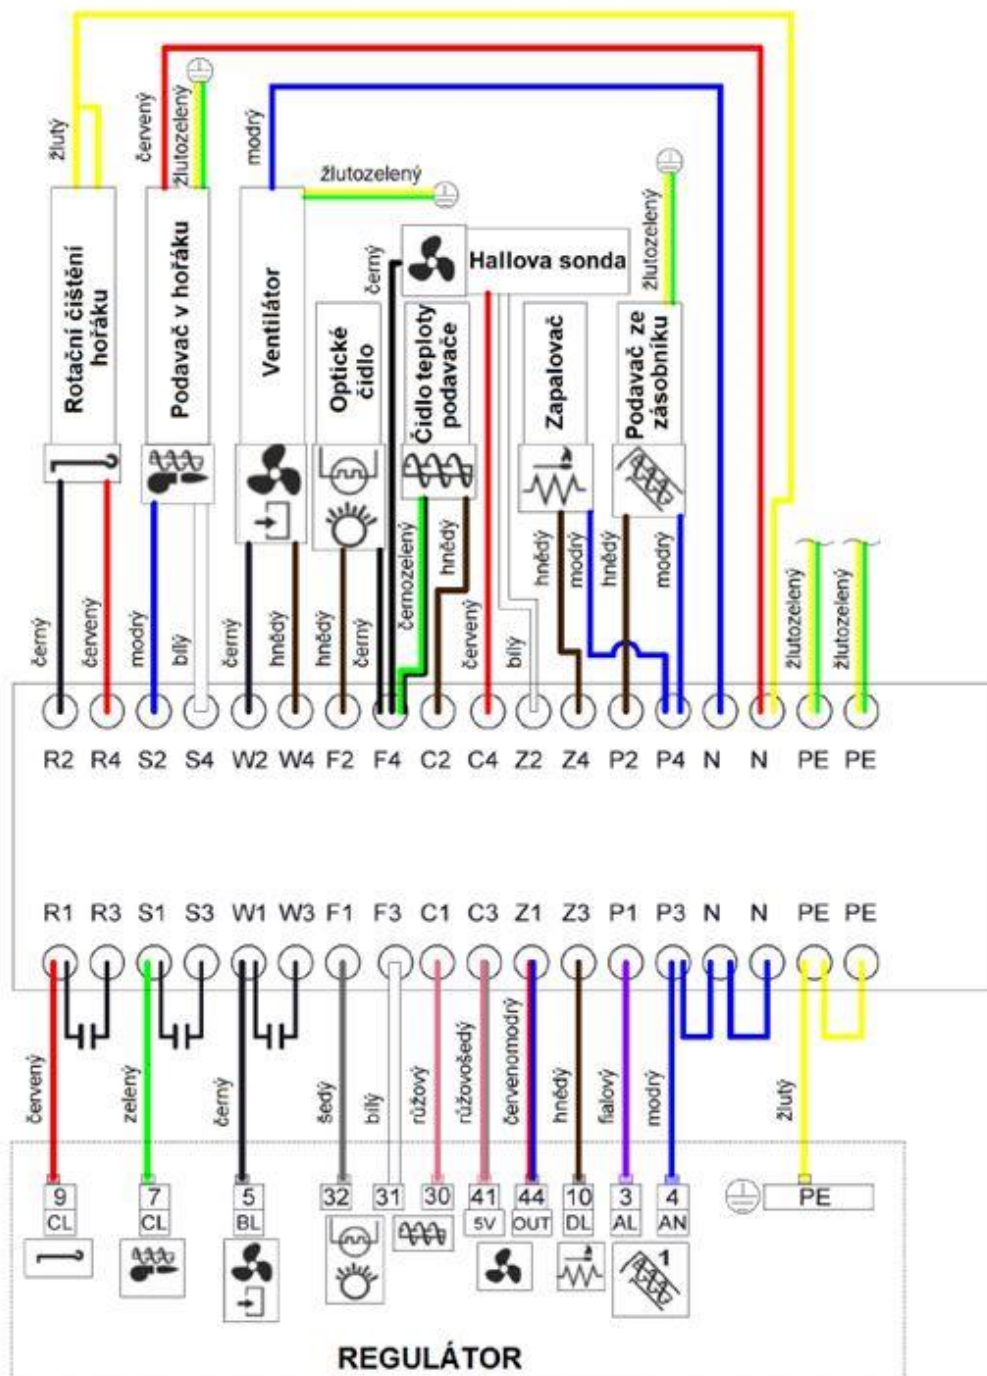 žlutý
červený
žlutozelený
modrý
žlutozelený
černý
žlutozelený
Rotační čištění
hořáku
Podavač v hořáku
Ventilátor
Optické
čidlo
Hallova sonda
Čidlo teploty
podavače
Zapalovač
Podavač ze
zásobníku
černý
červený
modrý
bílý
černý
hnědý
hnědý
černý
černozelený
hnědý
červený
bílý
hnědý
modrý
hnědý
modrý
žlutozelený
žlutozelený
R2 R4 S2 S4 W2 W4 F2 F4 C2 C4 Z2 Z4 P2 P4 N N PE PE
R1 R3 S1 S3 W1 W3 F1 F3 C1 C3 Z1 Z3 P1 P3 N N PE PE
červený
zelený
černý
šedý
bílý
růžový
růžovošedý
červenomodrý
hnědý
fialový
modrý
žlutý
9 7 5 32 31 30 41 44 10 3 4 PE
CL CL BL 5V OUT DL AL AN
1
REGULÁTOR